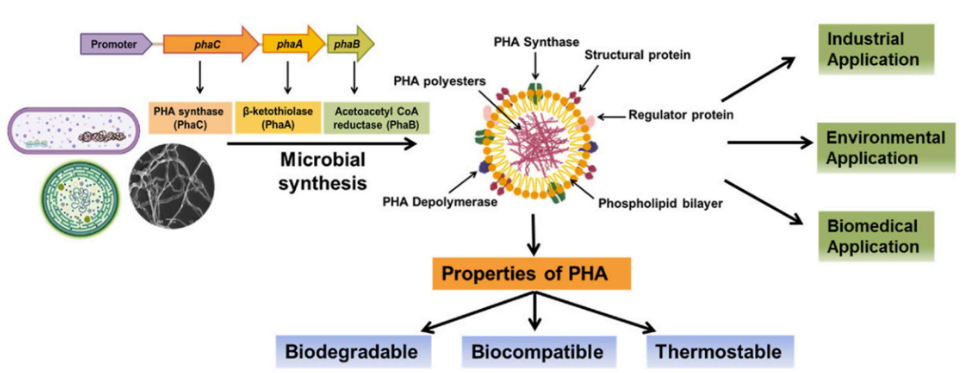 Promoter
phaC
phaA
phaB
PHA synthase
(PhaC)
β-ketothiolase
(PhaA)
Acetoacetyl CoA
reductase (PhaB)
Microbial
synthesis
PHA Synthase
Structural protein
PHA polyesters
Regulator protein
PHA Depolymerase
Phospholipid bilayer
Industrial
Application
Environmental
Application
Biomedical
Application
Properties of PHA
Biodegradable
Biocompatible
Thermostable